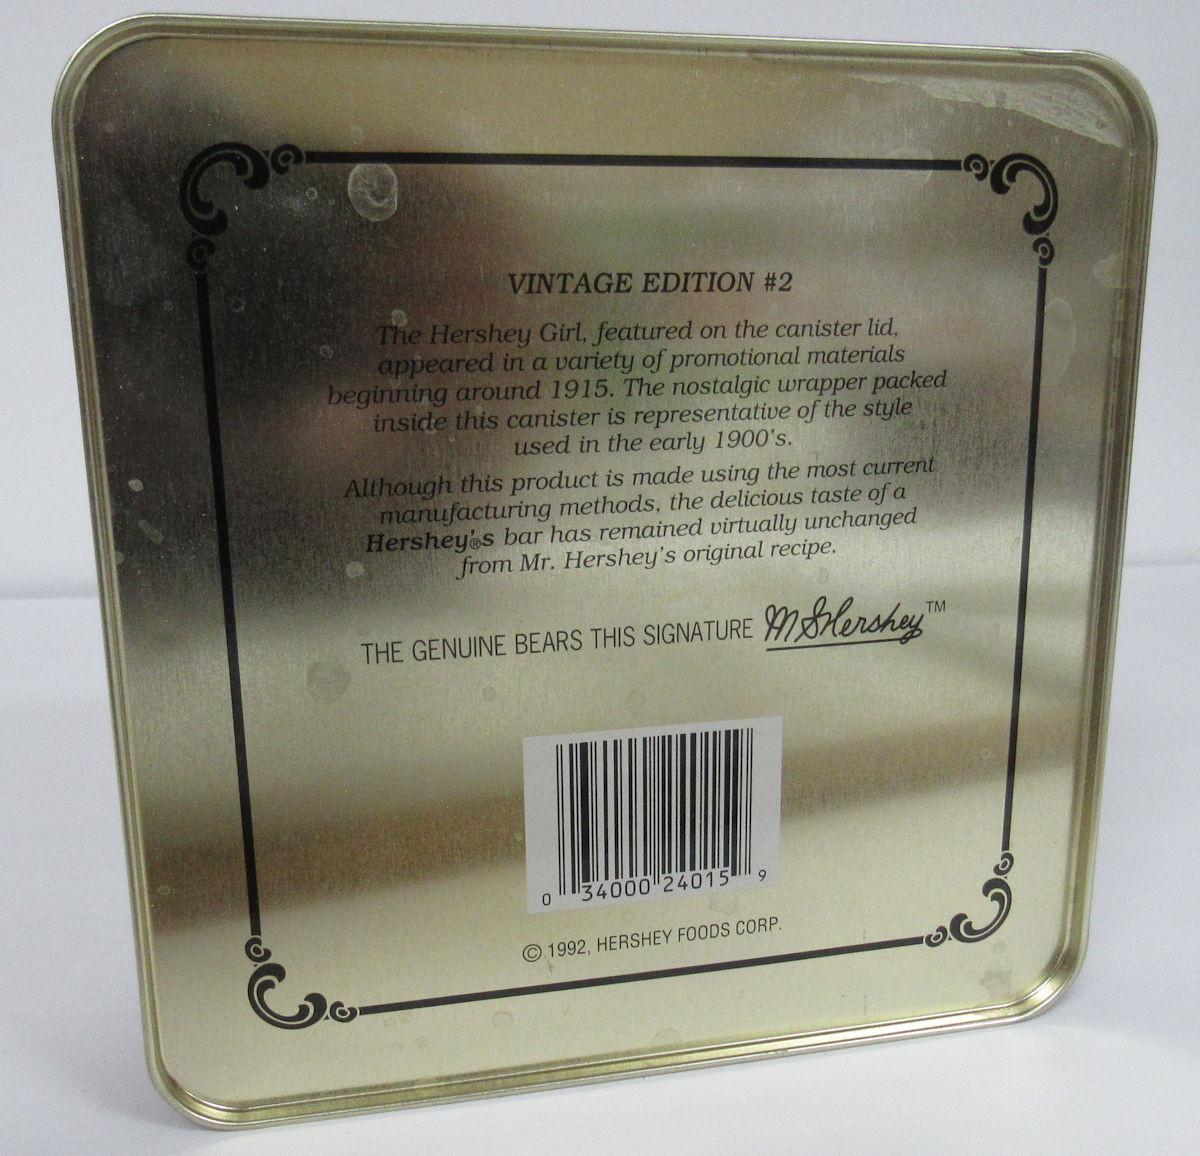 VINTAGE EDITION #2
The Hershey Girl, featured on the canister lid,
appeared in a variety of promotional materials
beginning around 1915. The nostalgic wrapper packed
inside this canister is representative of the style
used in the early 1900's.
Although this product is made using the most current
manufacturing methods, the delicious taste of a
Hershey's® bar has remained virtually unchanged
from Mr. Hershey's original recipe.
THE GENUINE BEARS THIS SIGNATURE M S Hershey™
0 34000 24015 9
© 1992, HERSHEY FOODS CORP.